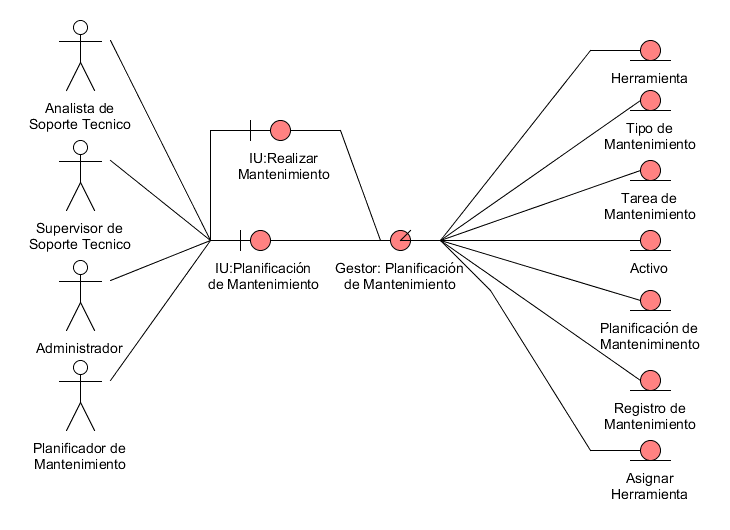 Analista de
Soporte Tecnico
Supervisor de
Soporte Tecnico
Administrador
Planificador de
Mantenimiento
IU:Realizar
Mantenimiento
IU:Planificación
de Mantenimiento
Gestor: Planificación
de Mantenimiento
Herramienta
Tipo de
Mantenimiento
Tarea de
Mantenimiento
Activo
Planificación de
Manteniminento
Registro de
Mantenimiento
Asignar
Herramienta